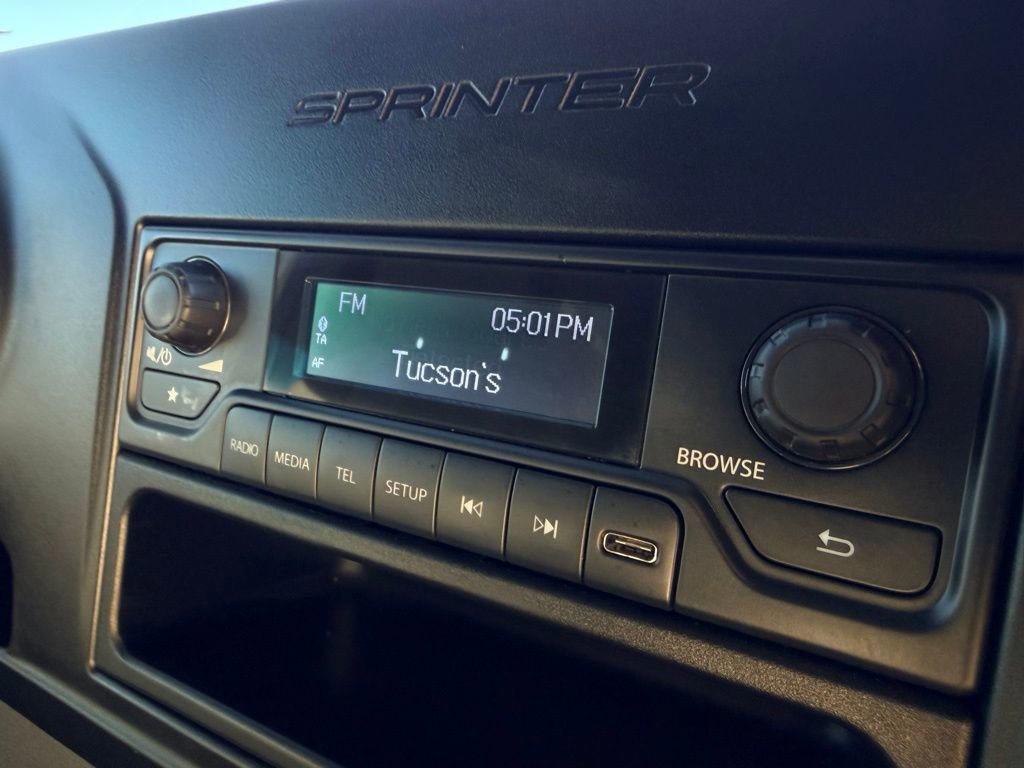 SPRINTER
FM
05:01PM
TA
AF
Tucson's
RADIO
MEDIA
TEL
SETUP
BROWSE